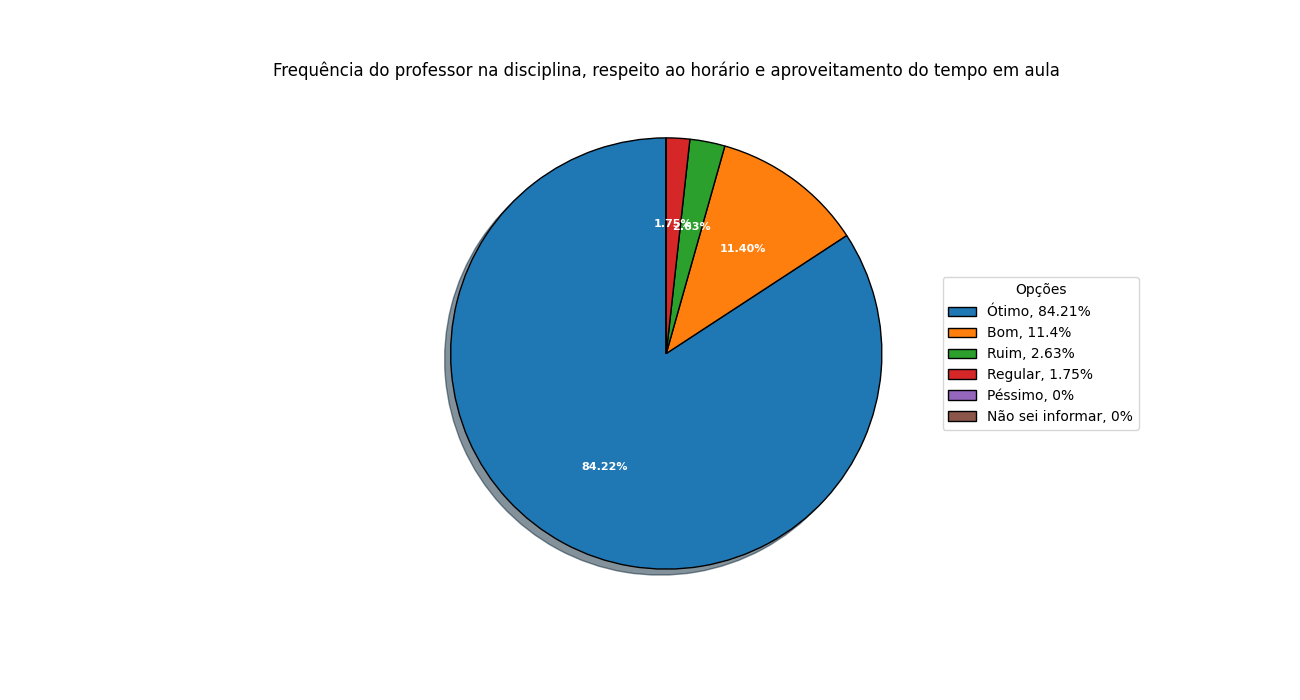 Frequência do professor na disciplina, respeito ao horário e aproveitamento do tempo em aula
1.75%
2.63%
11.40%
84.22%
Opções
Ótimo, 84.21%
Bom, 11.4%
Ruim, 2.63%
Regular, 1.75%
Péssimo, 0%
Não sei informar, 0%